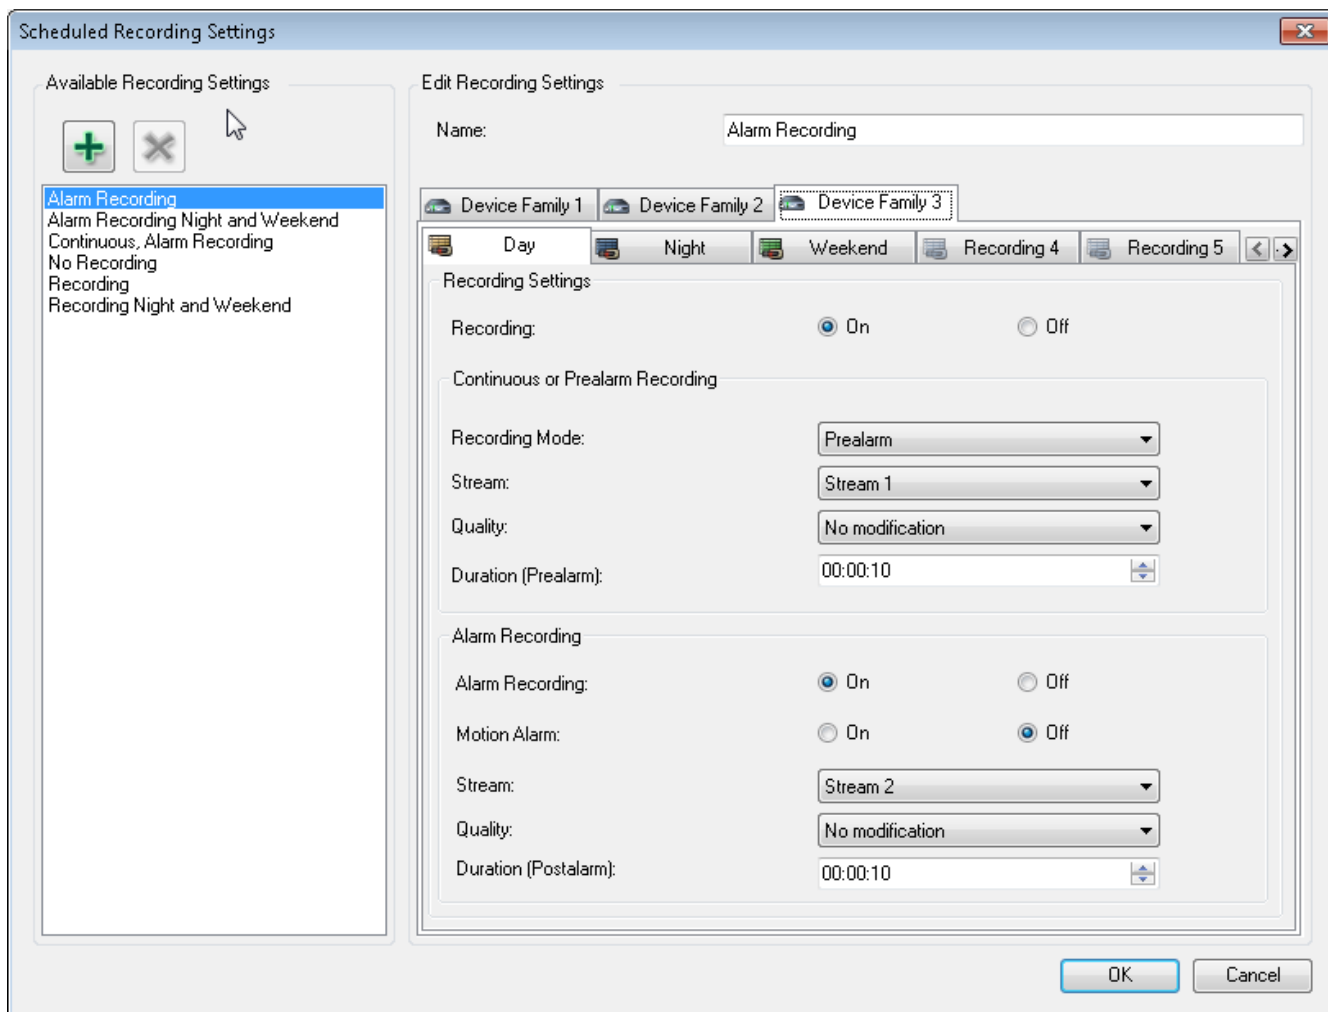 Scheduled Recording Settings
Available Recording Settings
Alarm Recording
Alarm Recording Night and Weekend
Continuous, Alarm Recording
No Recording
Recording
Recording Night and Weekend
Edit Recording Settings
Name: Alarm Recording
Device Family 1 Device Family 2 Device Family 3
Day Night Weekend Recording 4 Recording 5
Recording Settings
Recording: On Off
Continuous or Prealarm Recording
Recording Mode: Prealarm
Stream: Stream 1
Quality: No modification
Duration (Prealarm): 00:00:10
Alarm Recording
Alarm Recording: On Off
Motion Alarm: On Off
Stream: Stream 2
Quality: No modification
Duration (Postalarm): 00:00:10
OK Cancel